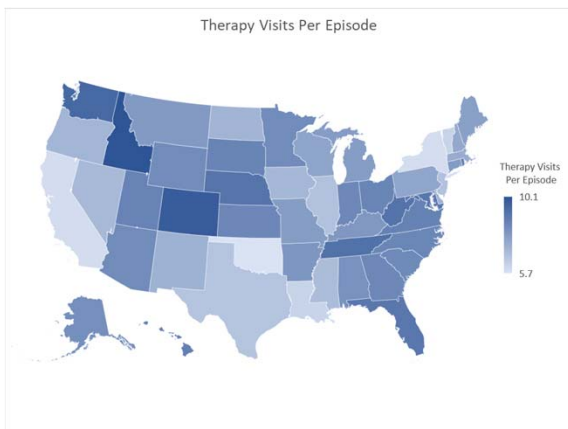 Therapy Visits Per Episode
Therapy Visits
Per Episode
10.1
5.7